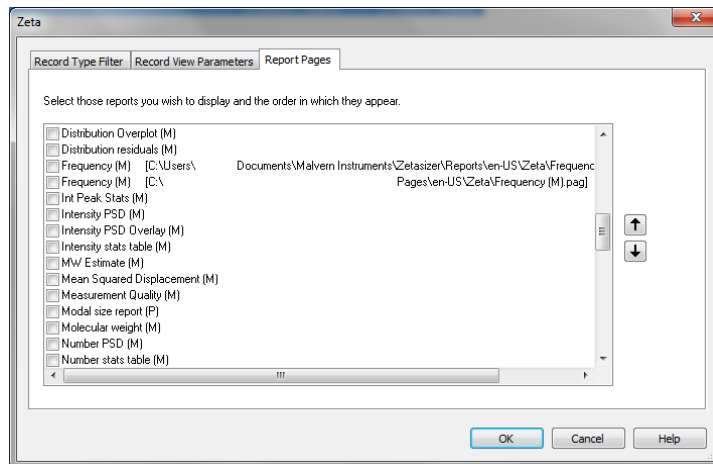 Zeta
Record Type Filter Record View Parameters Report Pages
Select those reports you wish to display and the order in which they appear.
Distribution Overplot (M)
Distribution residuals (M)
Frequency (M) [C:\Users\ Documents\Malvern Instruments\Zetasizer\Reports\en-US\Zeta\Frequenc
Frequency (M) [C:\ Pages\en-US\Zeta\Frequency (M).pag]
Int Peak Stats (M)
Intensity PSD (M)
Intensity PSD Overlay (M)
Intensity stats table (M)
MW Estimate (M)
Mean Squared Displacement (M)
Measurement Quality (M)
Modal size report (P)
Molecular weight (M)
Number PSD (M)
Number stats table (M)
OK Cancel Help